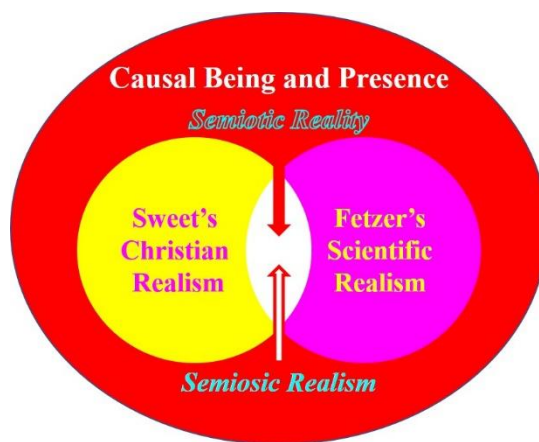 Causal Being and Presence
Semiotic Reality
Sweet's
Christian
Realism
Fetzer's
Scientific
Realism
Semiosic Realism